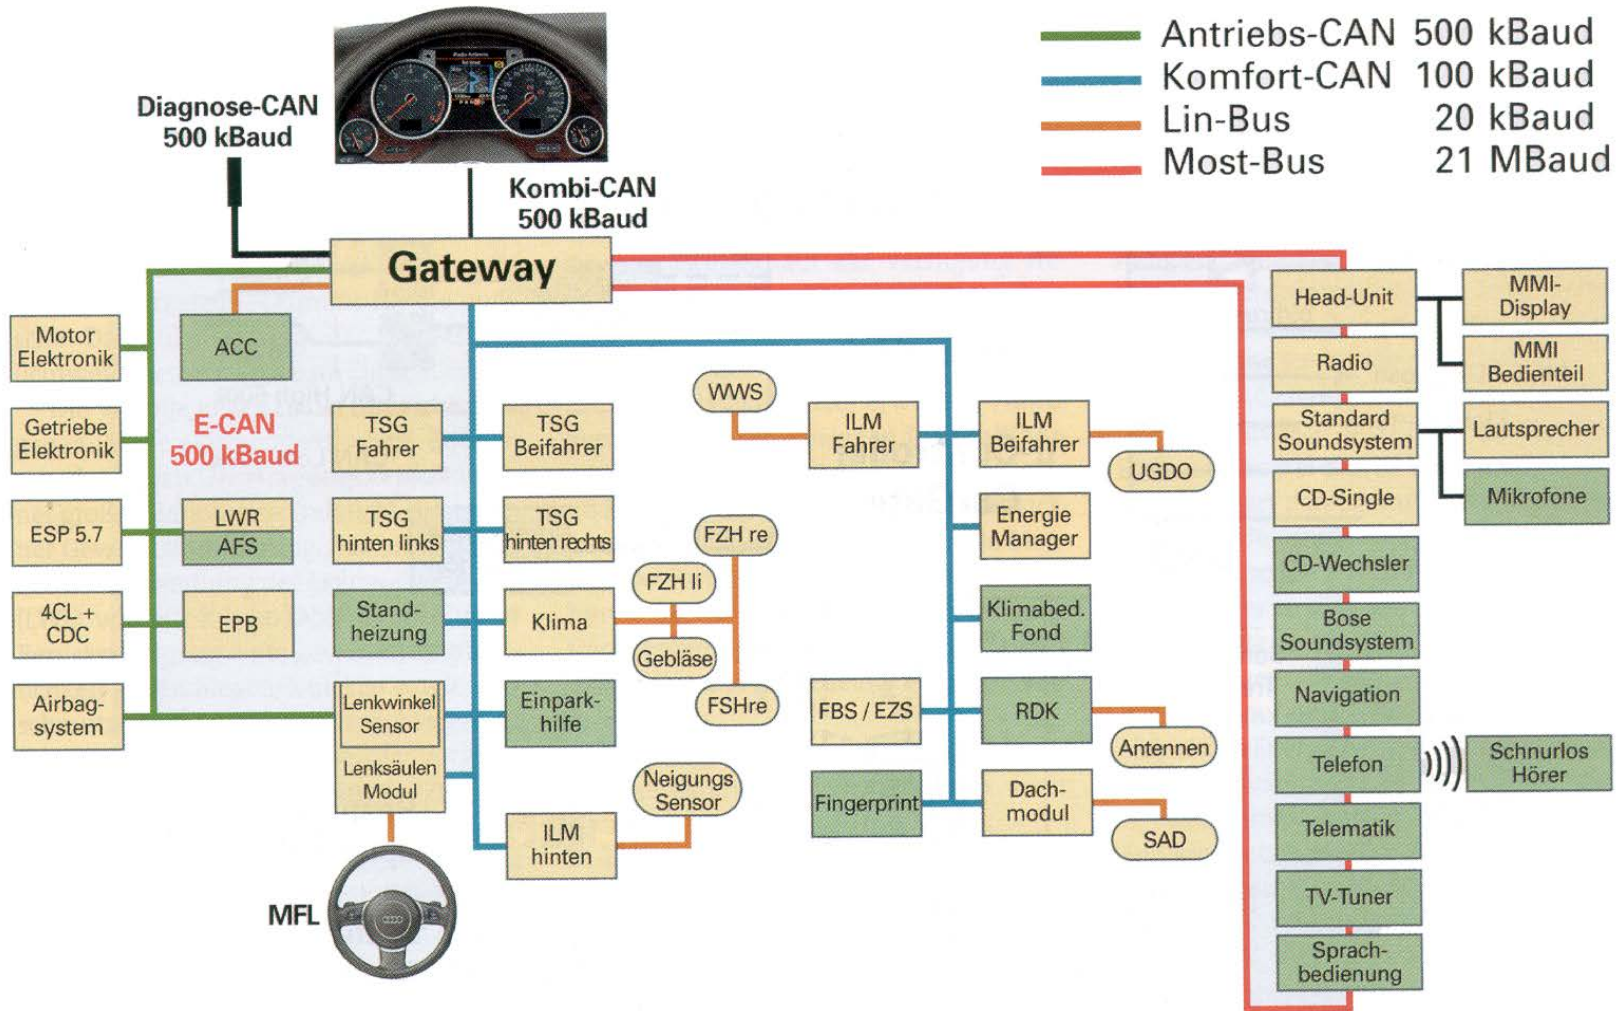 Antriebs-CAN 500 kBaud
Komfort-CAN 100 kBaud
Lin-Bus 20 kBaud
Most-Bus 21 MBaud
Diagnose-CAN
500 kBaud
Kombi-CAN
500 kBaud
Gateway
Motor
Elektronik
ACC
Getriebe
Elektronik
E-CAN
500 kBaud
ESP 5.7
LWR
AFS
4CL +
CDC
EPB
Airbag-
system
TSG
Fahrer
TSG
Beifahrer
TSG
hinten links
TSG
hinten rechts
Stand-
heizung
Klima
FZH li
Gebläse
FZH re
FSHre
Lenkwinkel
Sensor
Lenksäulen
Modul
Einpark-
hilfe
Neigungs
Sensor
ILM
hinten
MFL
WWS
ILM
Fahrer
ILM
Beifahrer
UGDO
Energie
Manager
Klimabed.
Fond
FBS / EZS
RDK
Antennen
Fingerprint
Dach-
modul
SAD
Head-Unit
MMI-
Display
MMI
Bedienteil
Radio
Standard
Soundsystem
Lautsprecher
Mikrofone
CD-Single
CD-Wechsler
Bose
Soundsystem
Navigation
Telefon
Schnurlos
Hörer
Telematik
TV-Tuner
Sprach-
bedienung